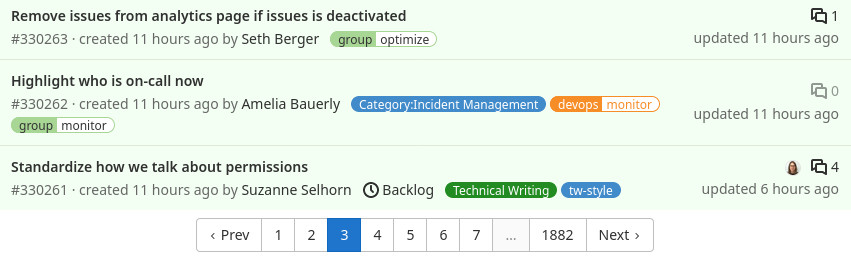 Remove issues from analytics page if issues is deactivated 1
#330263 · created 11 hours ago by Seth Berger group optimize updated 11 hours ago
Highlight who is on-call now 0
#330262 · created 11 hours ago by Amelia Bauerly Category:Incident Management devops monitor updated 11 hours ago
group monitor
Standardize how we talk about permissions 4
#330261 · created 11 hours ago by Suzanne Selhorn Backlog Technical Writing tw-style updated 6 hours ago
‹ Prev 1 2 3 4 5 6 7 ... 1882 Next ›